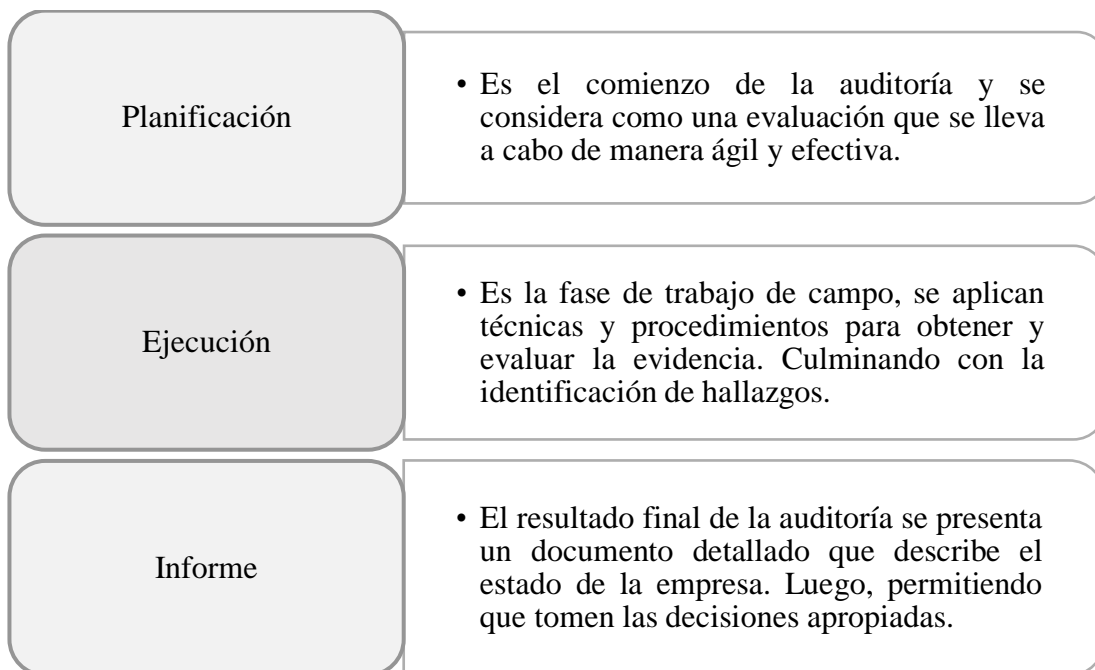 Planificación
• Es el comienzo de la auditoría y se
considera como una evaluación que se lleva
a cabo de manera ágil y efectiva.
Ejecución
• Es la fase de trabajo de campo, se aplican
técnicas y procedimientos para obtener y
evaluar la evidencia. Culminando con la
identificación de hallazgos.
Informe
• El resultado final de la auditoría se presenta
un documento detallado que describe el
estado de la empresa. Luego, permitiendo
que tomen las decisiones apropiadas.